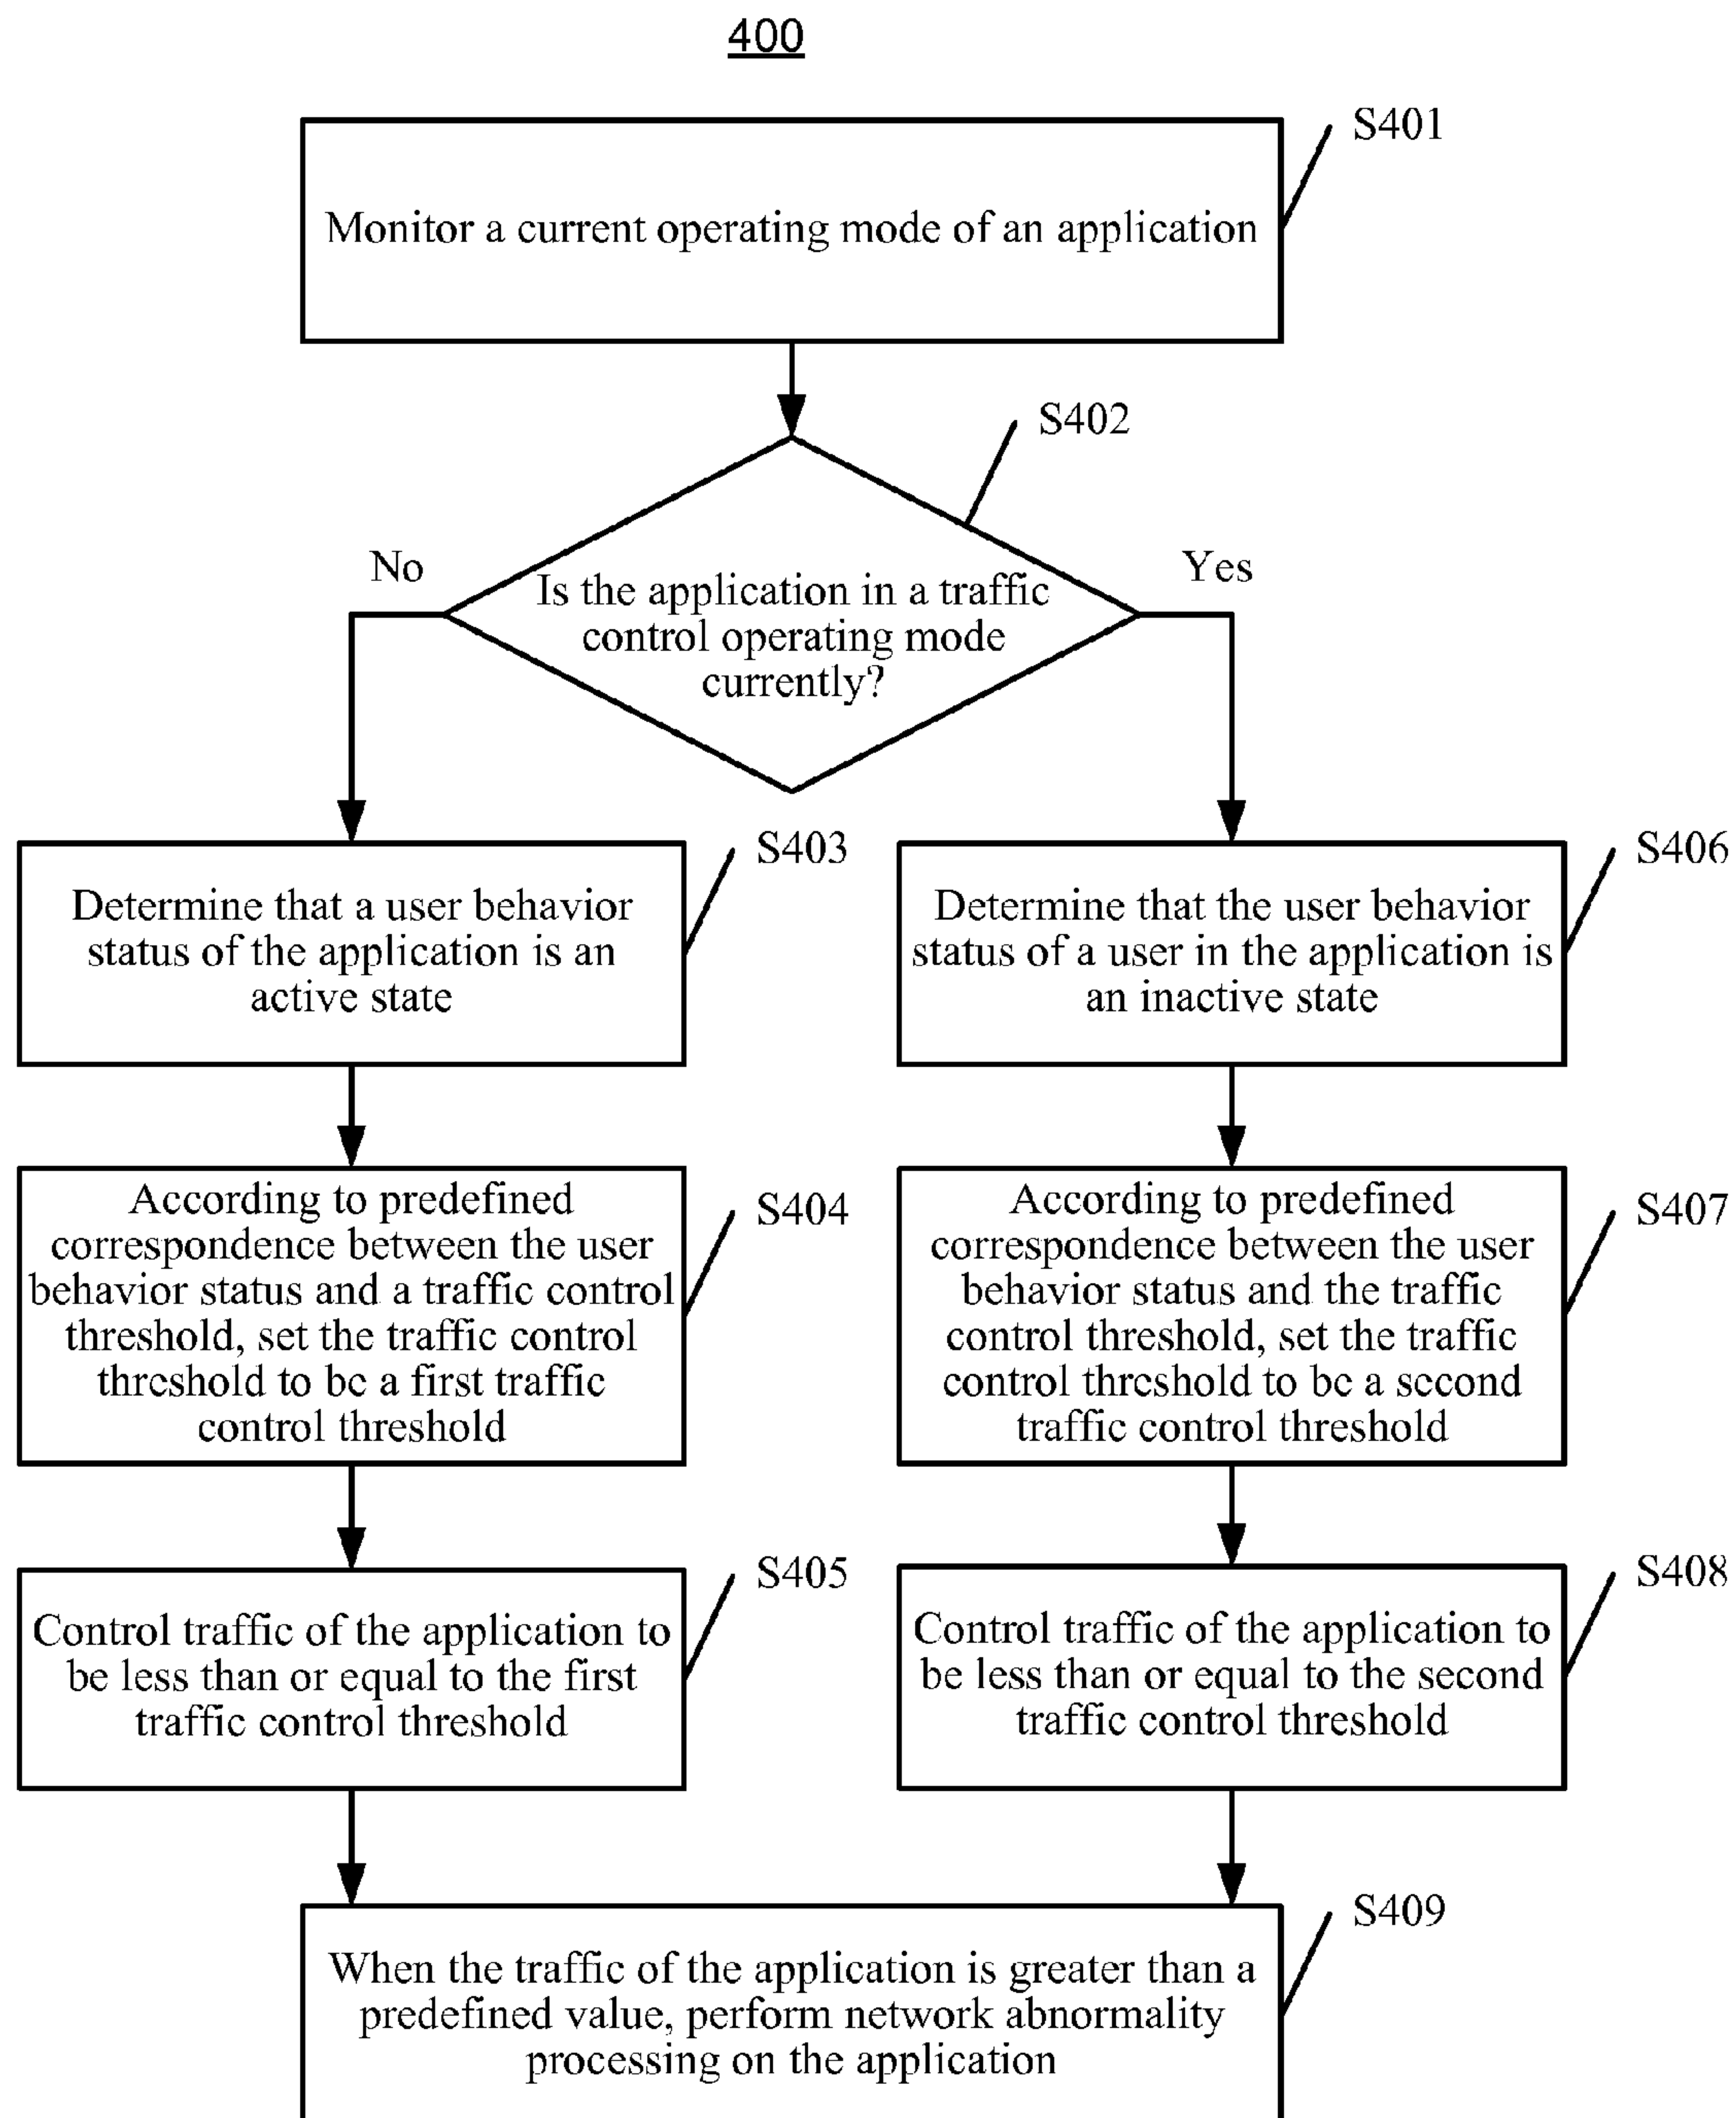 400
S401
Monitor a current operating mode of an application
S402
No
Yes
Is the application in a traffic
control operating mode
currently?
S403
Determine that a user behavior
status of the application is an
active state
S406
Determine that the user behavior
status of a user in the application is
an inactive state
S404
According to predefined
correspondence between the user
behavior status and a traffic control
threshold, set the traffic control
threshold to be a first traffic
control threshold
S407
According to predefined
correspondence between the user
behavior status and the traffic
control threshold, set the traffic
control threshold to be a second
traffic control threshold
S405
Control traffic of the application to
be less than or equal to the first
traffic control threshold
S408
Control traffic of the application to
be less than or equal to the second
traffic control threshold
S409
When the traffic of the application is greater than a
predefined value, perform network abnormality
processing on the application